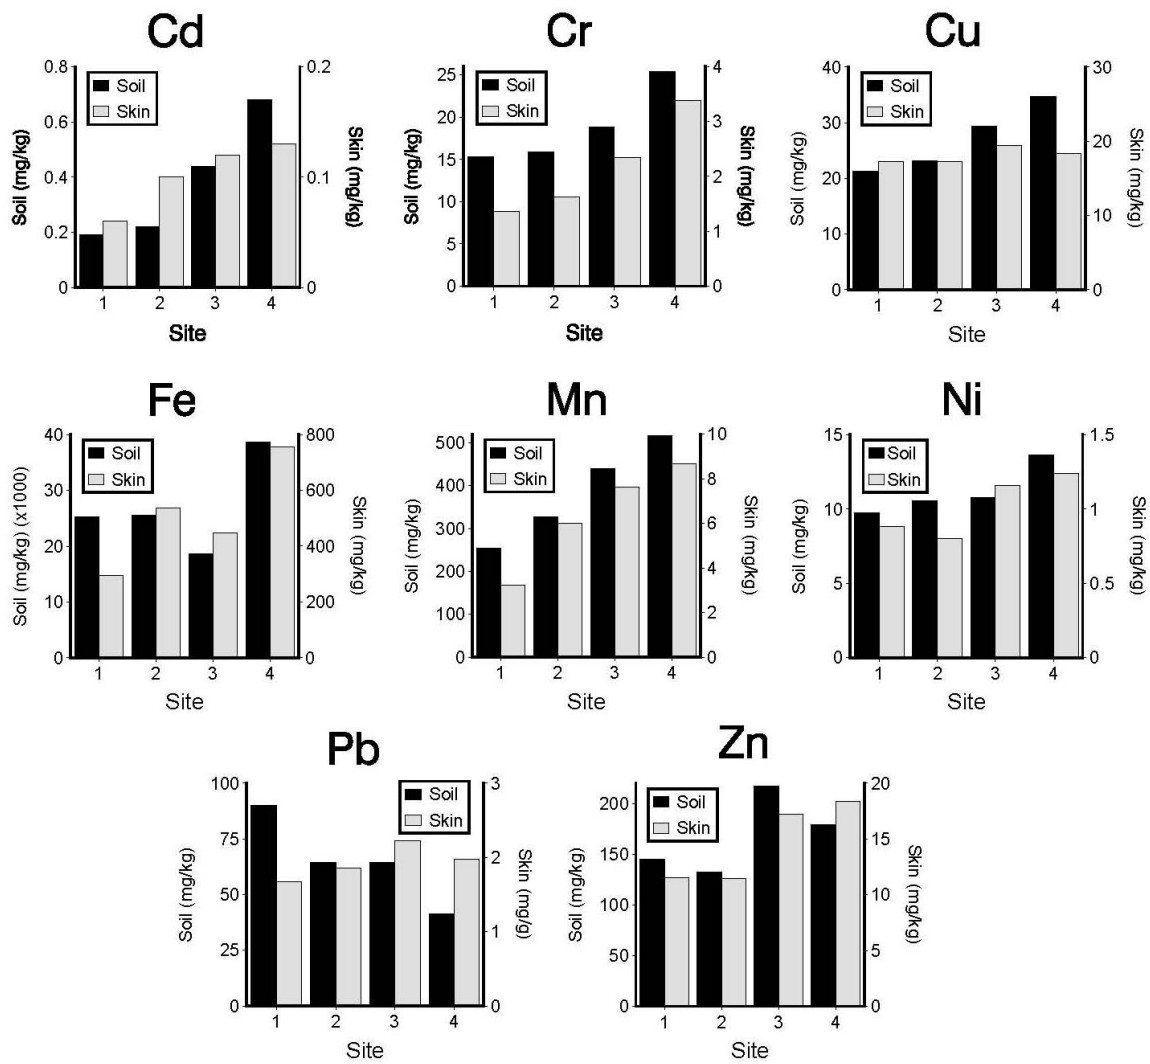 Cd
Cr
Cu
0.8
0.6
0.4
0.2
0
Soil (mg/kg)
Soil
Skin
0.2
0.1
0
Skin (mg/kg)
1 2 3 4
Site
25
20
15
10
5
0
Soil (mg/kg)
Soil
Skin
4
3
2
1
0
Skin (mg/kg)
1 2 3 4
Site
40
30
20
10
0
Soil (mg/kg)
Soil
Skin
30
20
10
0
Skin (mg/kg)
1 2 3 4
Site
Fe
Mn
Ni
40
30
20
10
0
Soil (mg/kg) (x1000)
Soil
Skin
800
600
400
200
0
Skin (mg/kg)
1 2 3 4
Site
500
400
300
200
100
0
Soil (mg/kg)
Soil
Skin
10
8
6
4
2
0
Skin (mg/kg)
1 2 3 4
Site
15
10
5
0
Soil (mg/kg)
Soil
Skin
1.5
1
0.5
0
Skin (mg/kg)
1 2 3 4
Site
Pb
Zn
100
75
50
25
0
Soil (mg/kg)
Soil
Skin
3
2
1
0
Skin (mg/g)
1 2 3 4
Site
200
150
100
50
0
Soil (mg/kg)
Soil
Skin
20
15
10
5
0
Skin (mg/kg)
1 2 3 4
Site